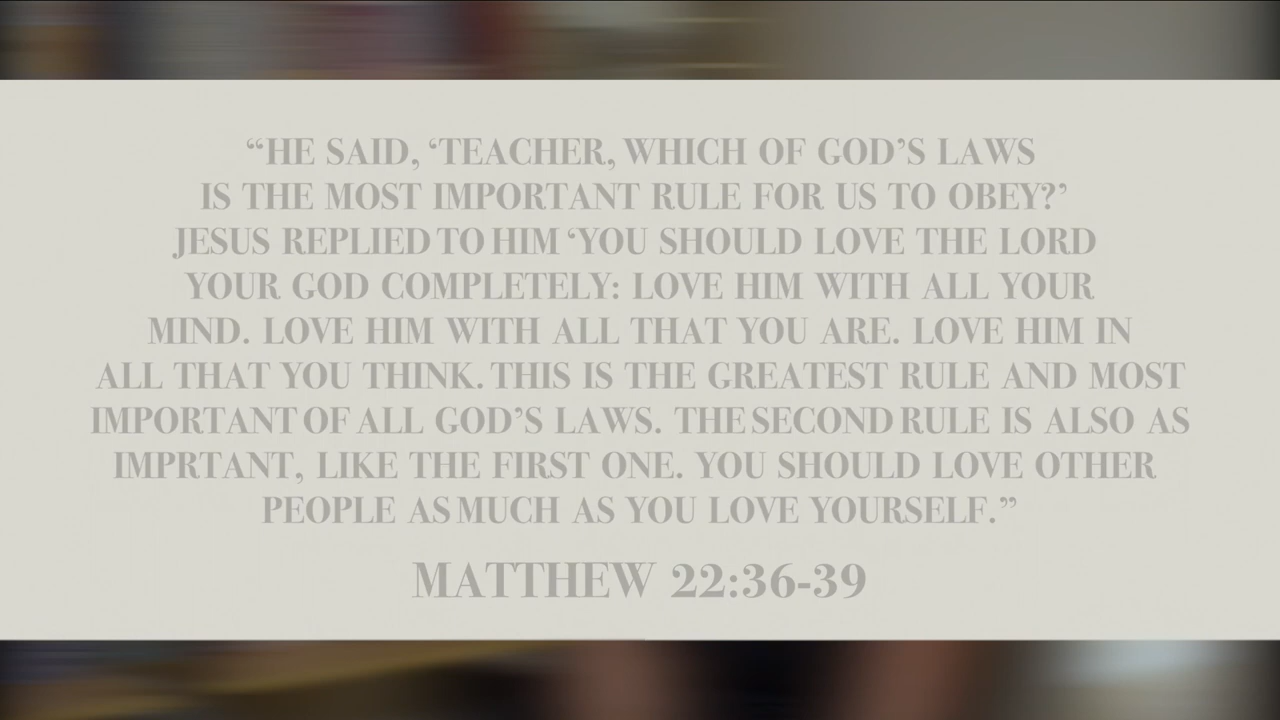 “HE SAID, ‘TEACHER, WHICH OF GOD’S LAWS
IS THE MOST IMPORTANT RULE FOR US TO OBEY?’
JESUS REPLIED TO HIM ‘YOU SHOULD LOVE THE LORD
YOUR GOD COMPLETELY: LOVE HIM WITH ALL YOUR
MIND. LOVE HIM WITH ALL THAT YOU ARE. LOVE HIM IN
ALL THAT YOU THINK. THIS IS THE GREATEST RULE AND MOST
IMPORTANT OF ALL GOD’S LAWS. THE SECOND RULE IS ALSO AS
IMPRTANT, LIKE THE FIRST ONE. YOU SHOULD LOVE OTHER
PEOPLE AS MUCH AS YOU LOVE YOURSELF.”
MATTHEW 22:36-39